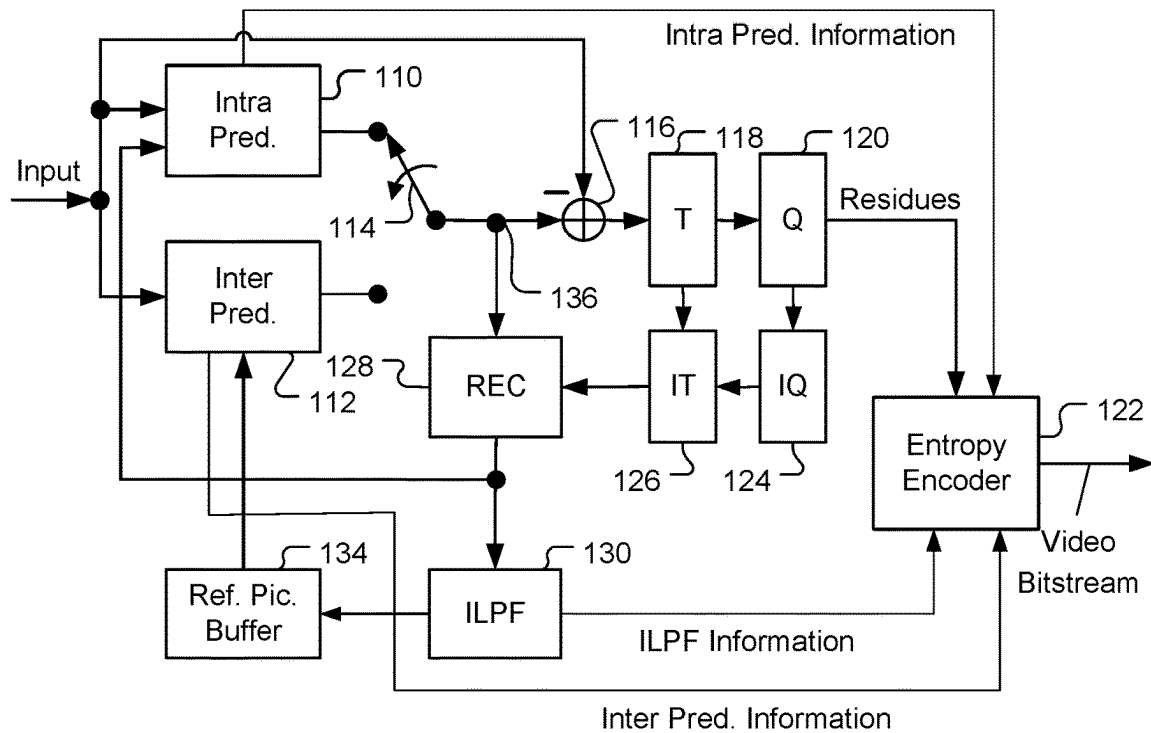 Intra Pred. Information
110
Intra
Pred.
116
118
120
Input
−
Residues
114
T
Q
Inter
Pred.
136
128
REC
IT
IQ
112
122
Entropy
Encoder
126
124
134
130
Video
Bitstream
Ref. Pic.
Buffer
ILPF
ILPF Information
Inter Pred. Information